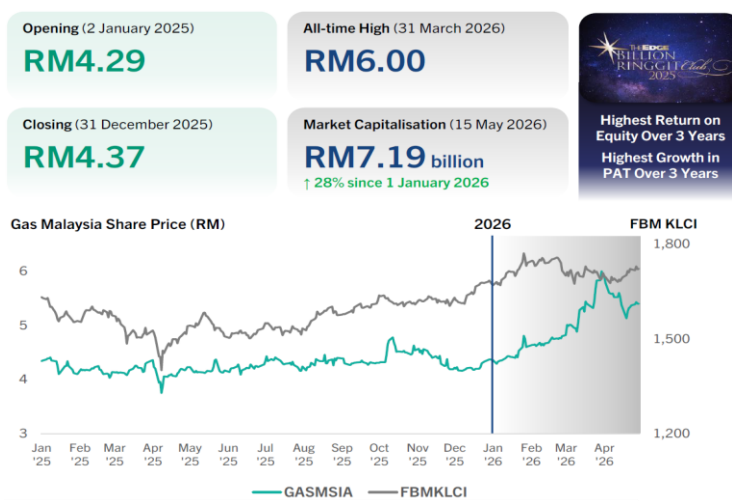 Opening (2 January 2025)
RM4.29
All-time High (31 March 2026)
RM6.00
THE EDGE
BILLION
RINGGIT Club
2025
Highest Return on
Equity Over 3 Years
Highest Growth in
PAT Over 3 Years
Closing (31 December 2025)
RM4.37
Market Capitalisation (15 May 2026)
RM7.19 billion
↑ 28% since 1 January 2026
Gas Malaysia Share Price (RM)
2026
FBM KLCI
6
5
4
3
1,800
1,500
1,200
Jan '25
Feb '25
Mar '25
Apr '25
May '25
Jun '25
Jul '25
Aug '25
Sep '25
Oct '25
Nov '25
Dec '25
Jan '26
Feb '26
Mar '26
Apr '26
GASMSIA
FBMKLCI